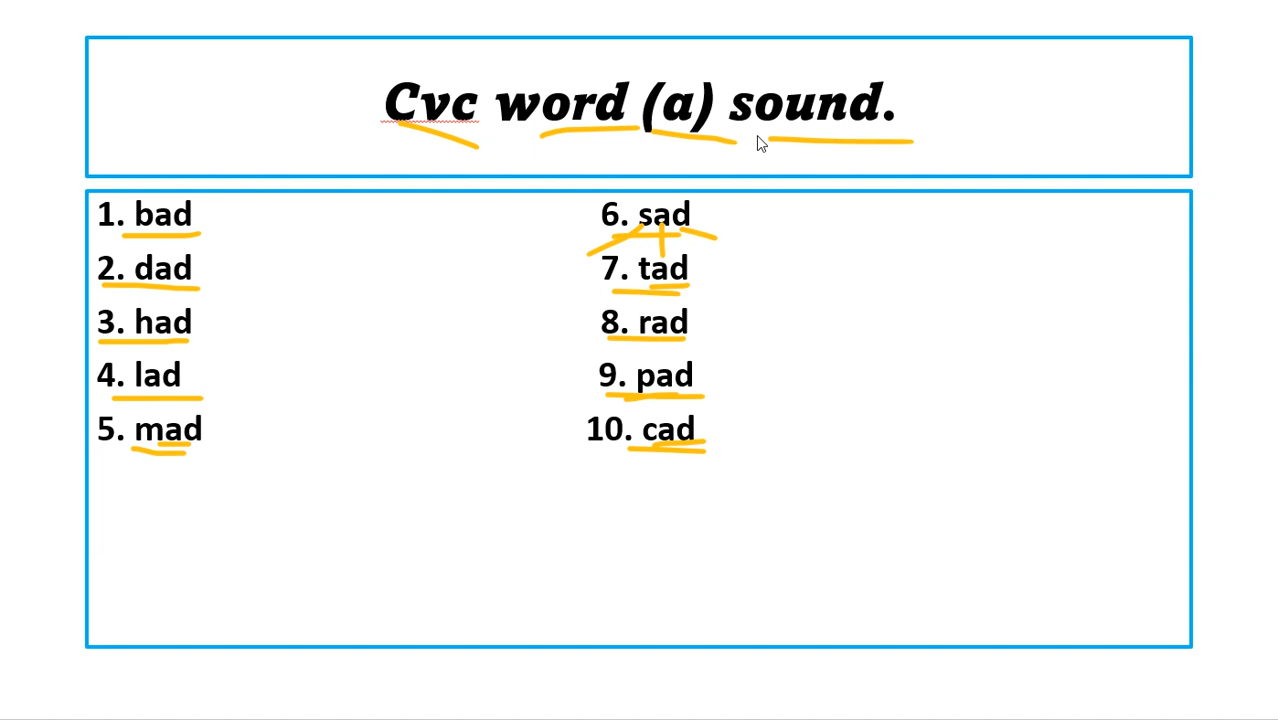 Cvc word (a) sound.
1. bad
2. dad
3. had
4. lad
5. mad
6. sad
7. tad
8. rad
9. pad
10. cad